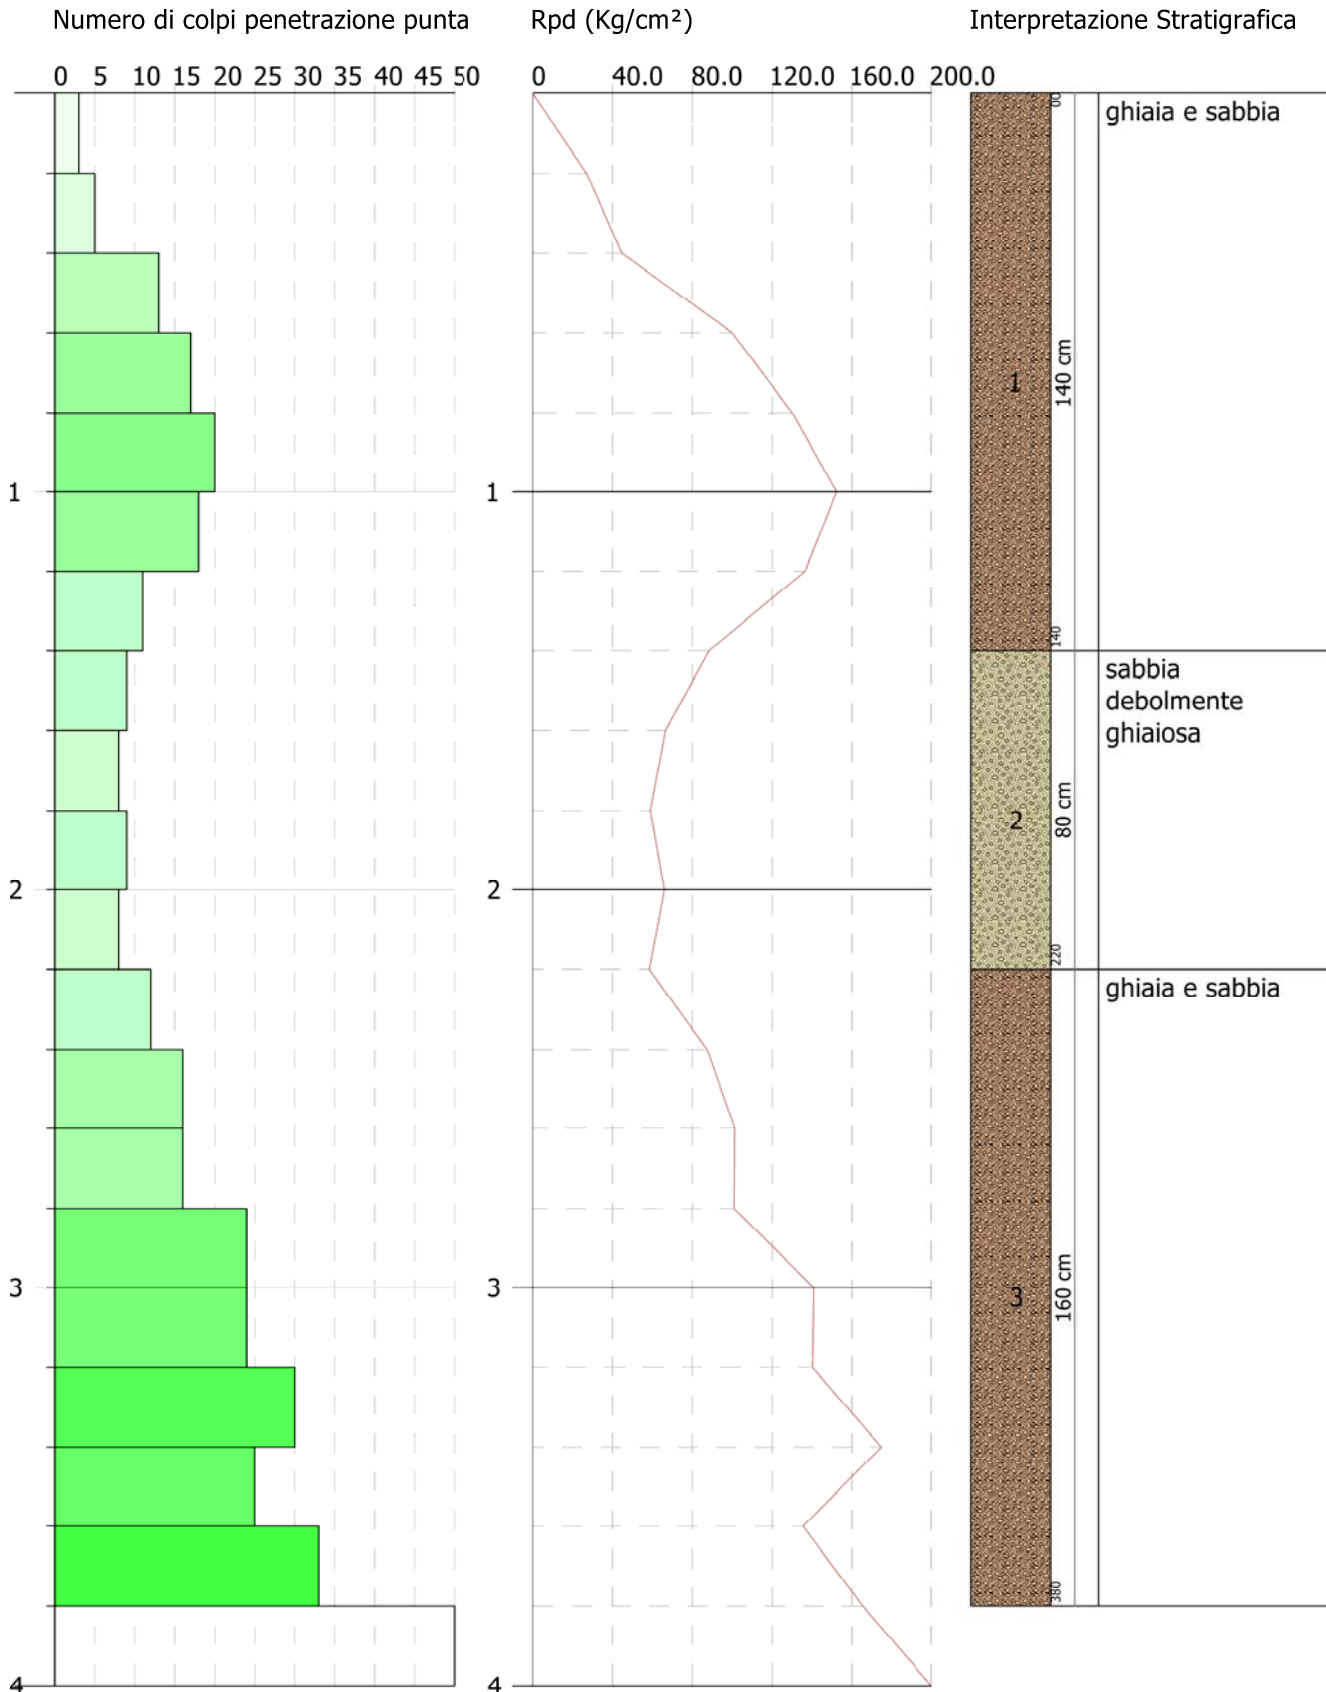 Numero di colpi penetrazione punta
Rpd (Kg/cm²)
Interpretazione Stratigrafica
0 5 10 15 20 25 30 35 40 45 50
0 40.0 80.0 120.0 160.0 200.0
00
ghiaia e sabbia
1
140 cm
1
1
140
sabbia
debolmente
ghiaiosa
2
80 cm
2
2
220
ghiaia e sabbia
3
3
3
160 cm
380
4
4